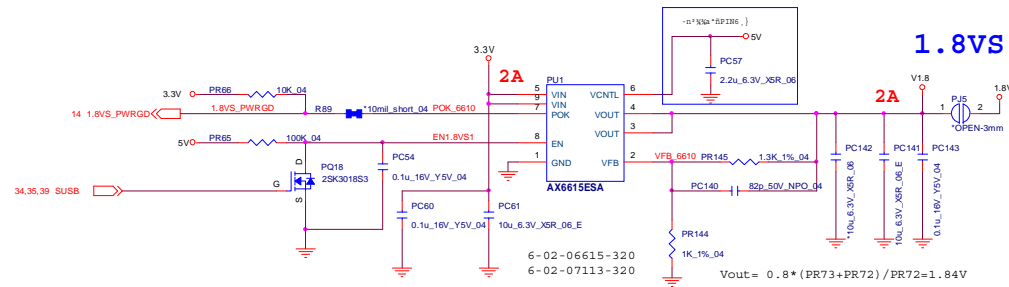 PIN6
5V
PC57
2.2u_6.3V_X5R_06
1.8VS
3.3V
2A
PU1
5 VIN
9 VIN
7 POK
8 EN
1 GND
VCNTL 6
VOUT 4
VOUT 3
VFB 2
AX6615ESA
3.3V
PR66 10K_04
14 1.8VS_PWRGD
1.8VS_PWRGD
R89
*10mil_short_04
POK_6610
5V
PR65 100K_04
EN1.8VS1
PQ18
2SK3018S3
D
G
S
34,35,39 SUSB
PC54
0.1u_16V_Y5V_04
PC60
0.1u_16V_Y5V_04
PC61
10u_6.3V_X5R_06_E
VFB_6610
PR145 1.3K_1%_04
PC140 82p_50V_NPO_04
PR144
1K_1%_04
2A
V1.8
PJ5
1 2
1.8V
*OPEN-3mm
PC142
*10u_6.3V_X5R_06
PC141
10u_6.3V_X5R_06_E
PC143
0.1u_16V_Y5V_04
6-02-06615-320
6-02-07113-320
Vout= 0.8*(PR73+PR72)/PR72=1.84V